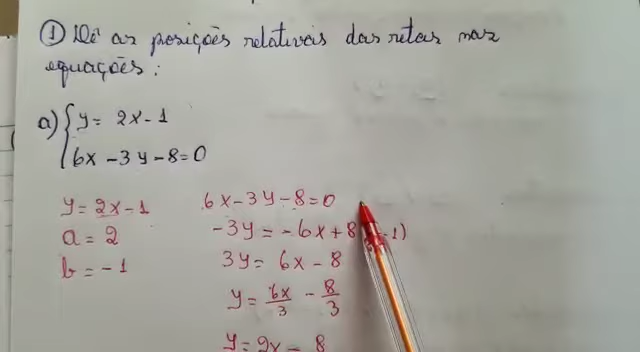 ① Dê as posições relativas das retas nas
equações:
a) { y = 2x - 1
6x - 3y - 8 = 0
y = 2x - 1
a = 2
b = -1
6x - 3y - 8 = 0
-3y = -6x + 8 -1)
3y = 6x - 8
y = 6x/3 - 8/3
y = 2x - 8